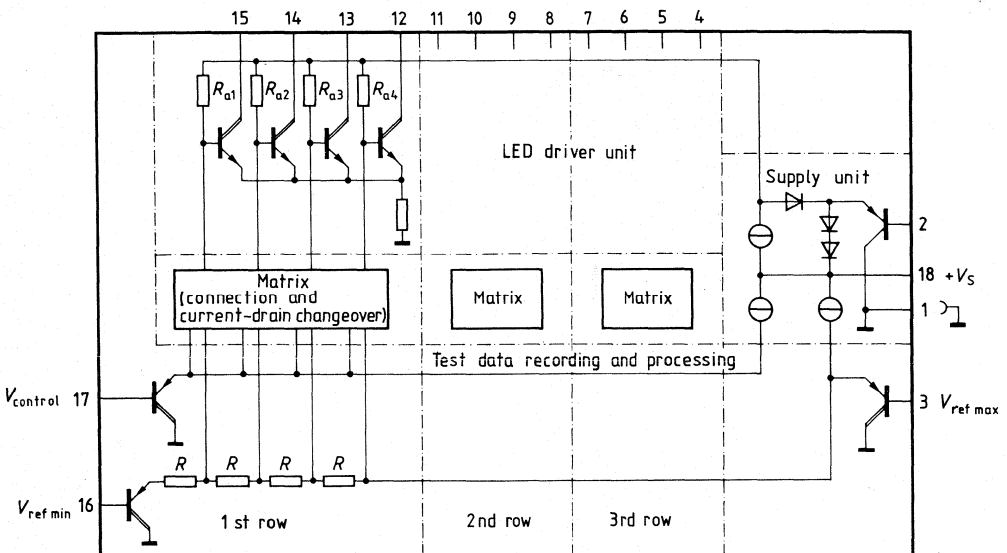 15 14 13 12 11 10 9 8 7 6 5 4
Ra1 Ra2 Ra3 Ra4
LED driver unit
Supply unit
2
18 +VS
Matrix
(connection and
current-drain changeover)
Matrix
Matrix
1
Test data recording and processing
Vcontrol 17
3 Vref max
R R R R
Vref min 16
1st row
2nd row
3rd row